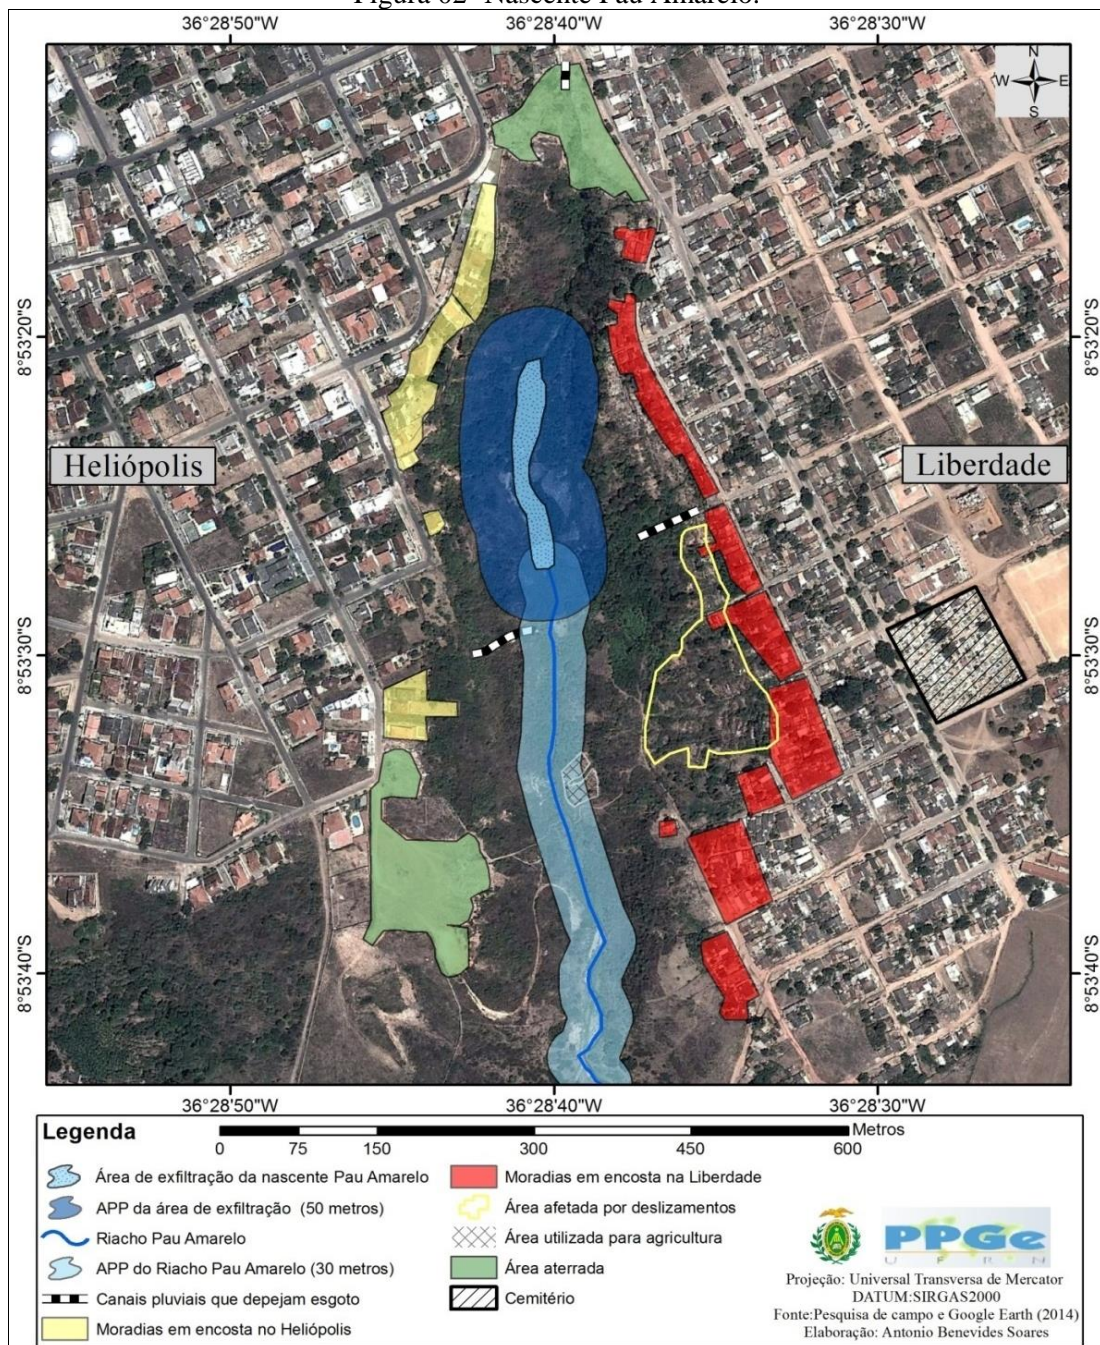 Figura 02- Nascente Pau Amarelo.
36°28'50"W 36°28'40"W 36°28'30"W
N
W E
S
8°53'20"S 8°53'20"S
Heliópolis Liberdade
8°53'30"S 8°53'30"S
8°53'40"S 8°53'40"S
36°28'50"W 36°28'40"W 36°28'30"W
Legenda
Metros
0 75 150 300 450 600
Área de exfiltração da nascente Pau Amarelo
APP da área de exfiltração (50 metros)
Riacho Pau Amarelo
APP do Riacho Pau Amarelo (30 metros)
Canais pluviais que depejam esgoto
Moradias em encosta no Heliópolis
Moradias em encosta na Liberdade
Área afetada por deslizamentos
Área utilizada para agricultura
Área aterrada
Cemitério
PPGe
UFRN
Projeção: Universal Transversa de Mercator
DATUM:SIRGAS2000
Fonte:Pesquisa de campo e Google Earth (2014)
Elaboração: Antonio Benevides Soares